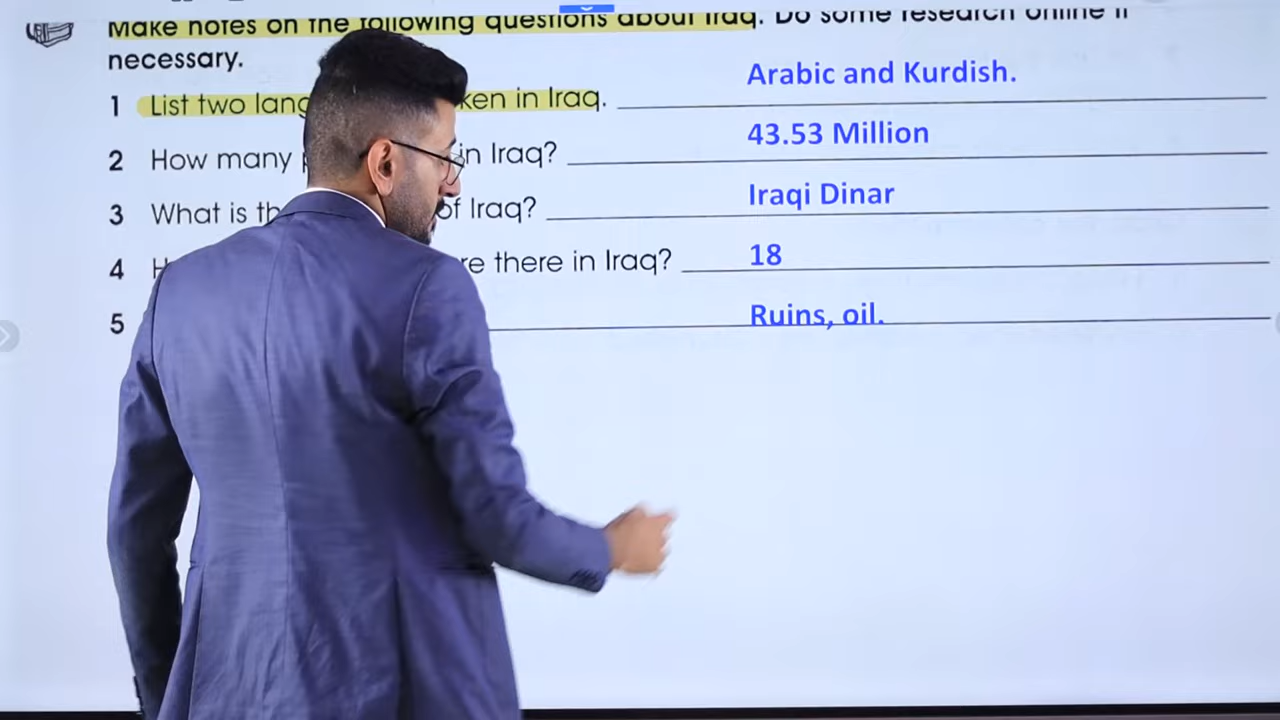 Make notes on the following questions about Iraq. Do some research online if
necessary.
1 List two lang ken in Iraq. Arabic and Kurdish.
2 How many in Iraq? 43.53 Million
3 What is th of Iraq? Iraqi Dinar
4 re there in Iraq? 18
5 Ruins, oil.